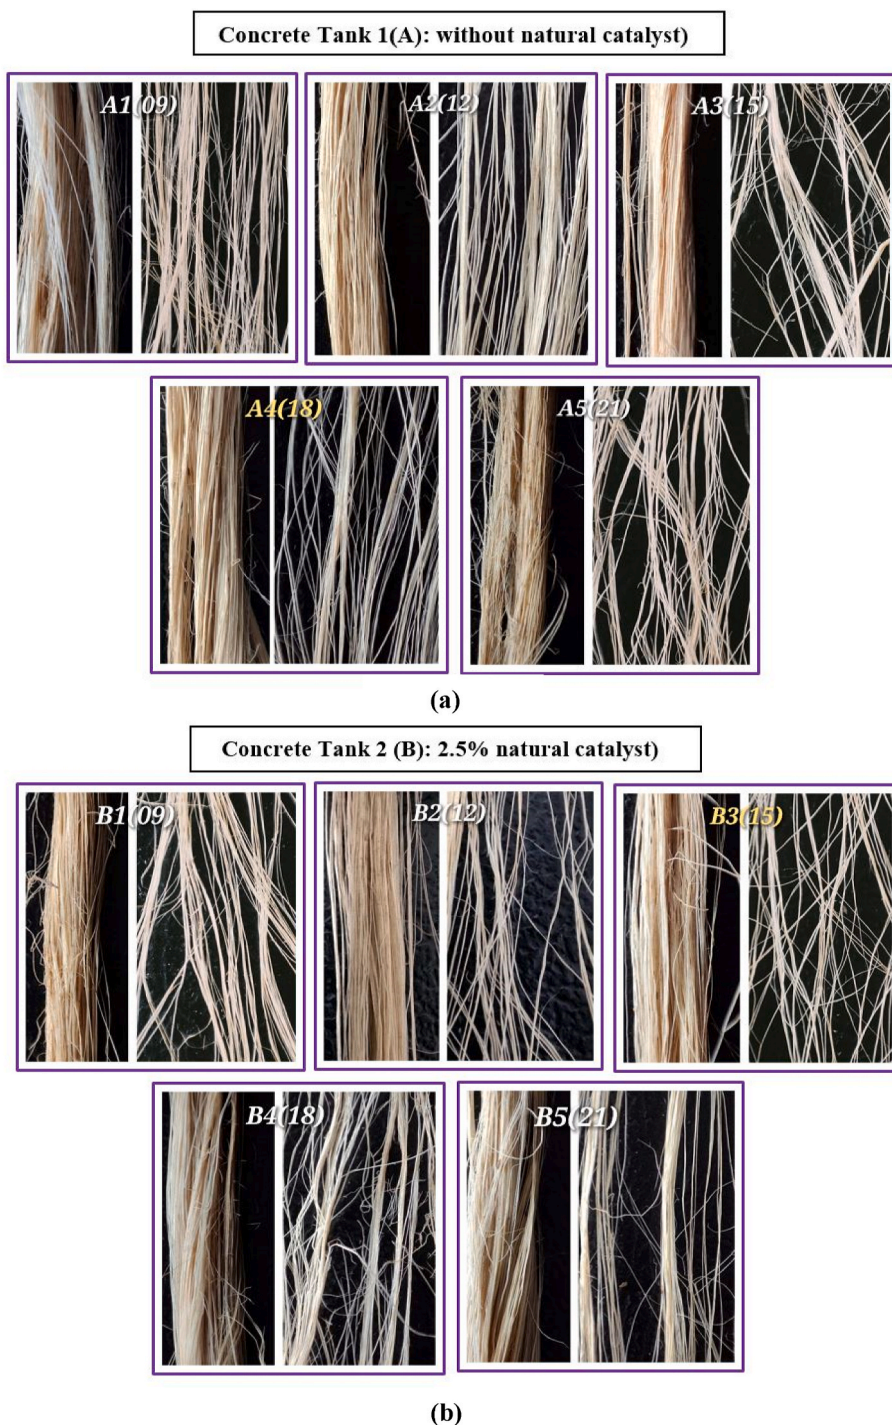 Concrete Tank 1(A): without natural catalyst)
A1(09)
A2(12)
A3(15)
A4(18)
A5(21)
(a)
Concrete Tank 2 (B): 2.5% natural catalyst)
B1(09)
B2(12)
B3(15)
B4(18)
B5(21)
(b)